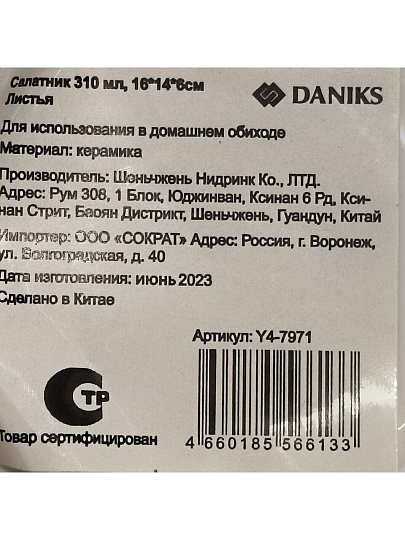 Салатник 310 мл, 16*14*6см
Листья
DANIKS
Для использования в домашнем обиходе
Материал: керамика
Производитель: Шеньчжень Нидринк Ко., ЛТД.
Адрес: Рум 308, 1 Блок, Юджинван, Ксинан 6 Рд, Кси-
нан Стрит, Баоян Дистрикт, Шеньчжень, Гуандун, Китай
Импортер: ООО «СОКРАТ» Адрес: Россия, г. Воронеж,
ул. Волгоградская, д. 40
Дата изготовления: июнь 2023
Сделано в Китае
Артикул: Y4-7971
СТР
Товар сертифицирован
4 660185 566133